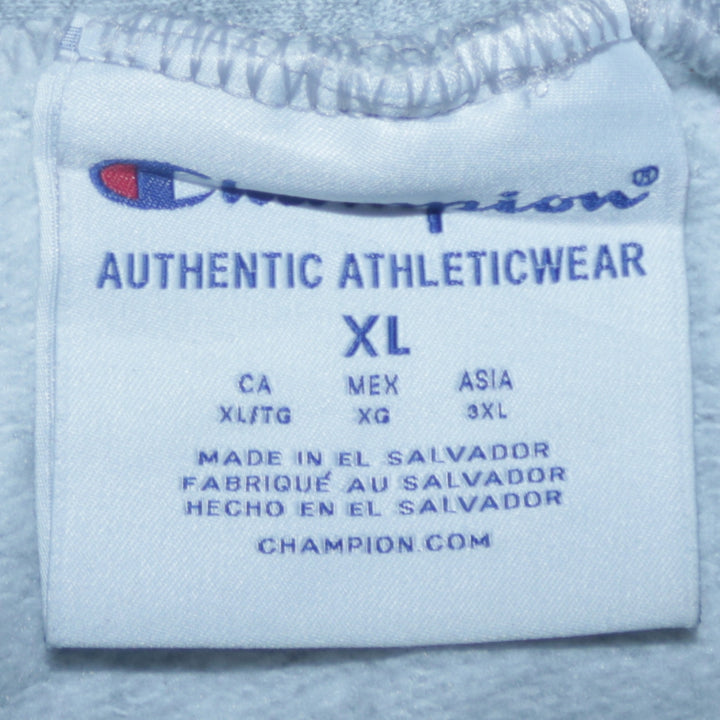 Champion®
AUTHENTIC ATHLETICWEAR
XL
CA MEX ASIA
XL/TG XG 3XL
MADE IN EL SALVADOR
FABRIQUÉ AU SALVADOR
HECHO EN EL SALVADOR
CHAMPION.COM